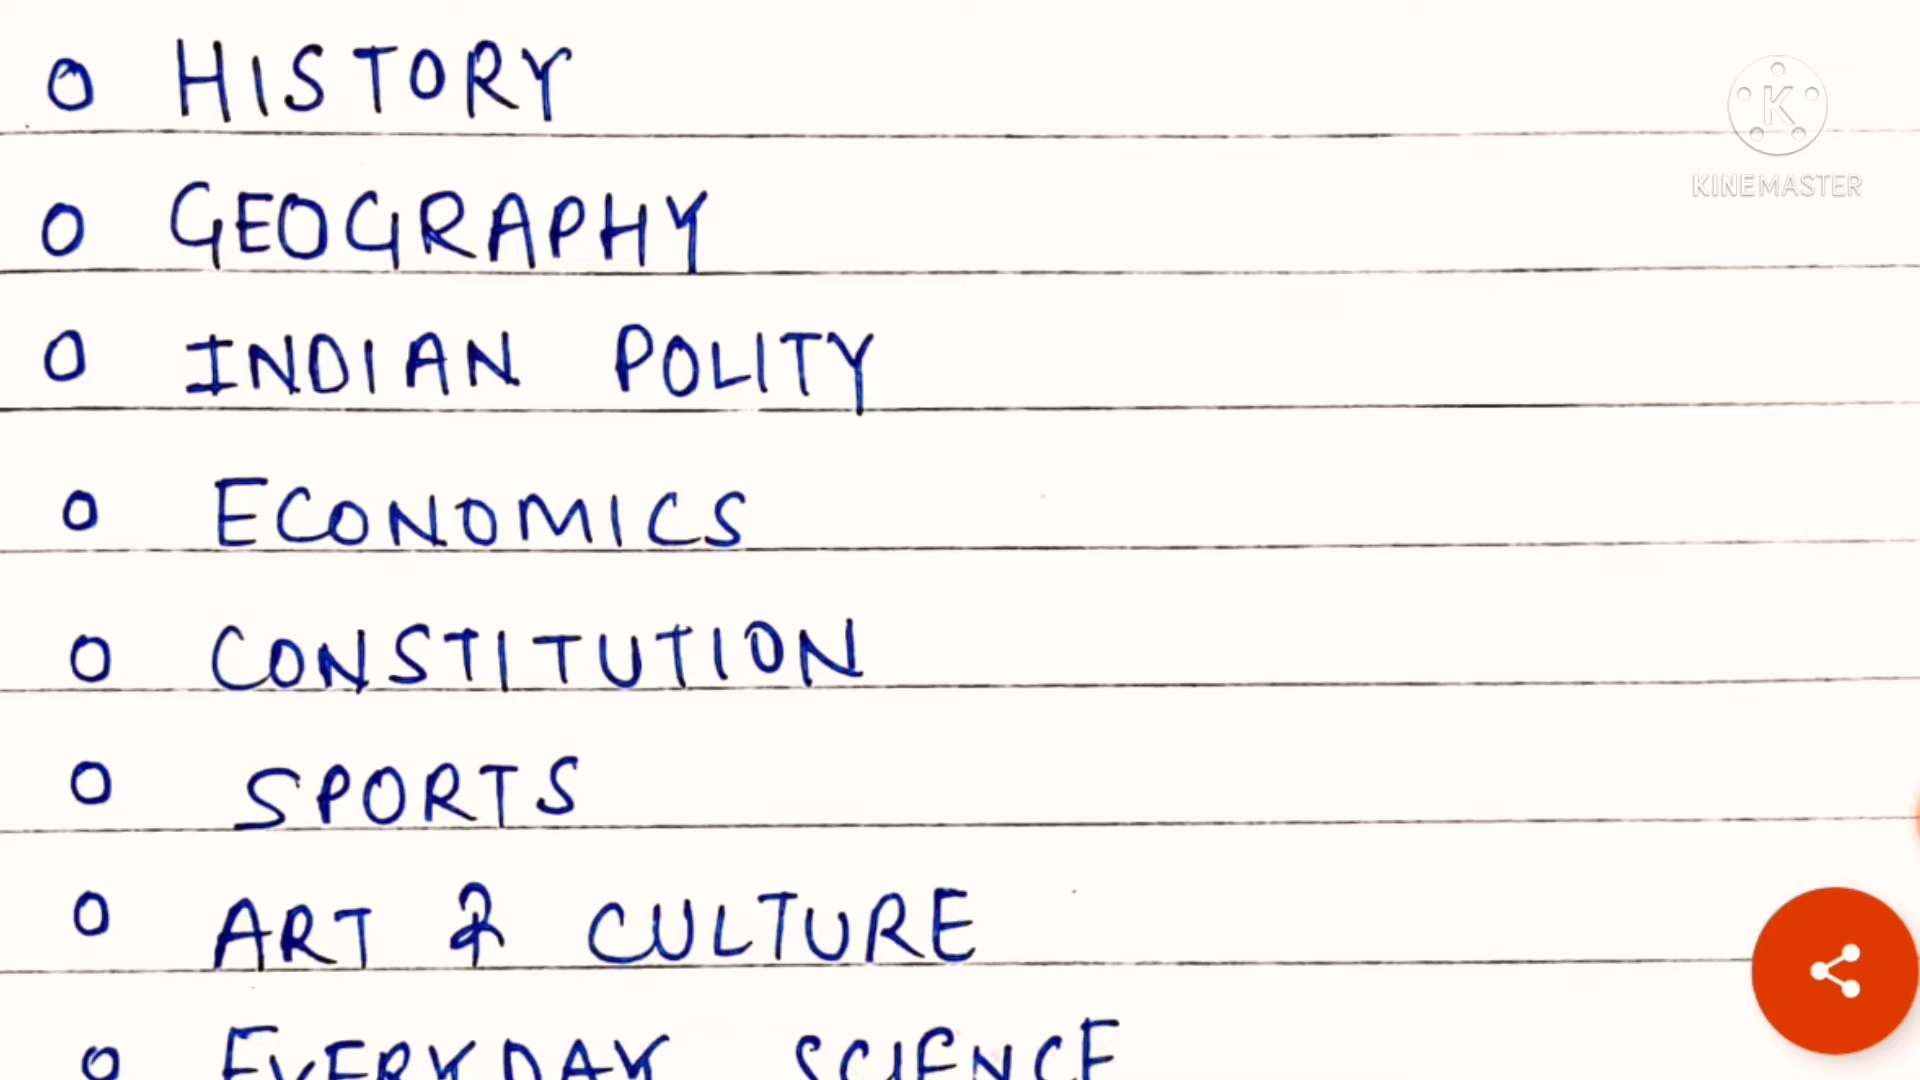 o HISTORY
KINEMASTER
o GEOGRAPHY
o INDIAN POLITY
o ECONOMICS
o CONSTITUTION
o SPORTS
o ART & CULTURE
o EVERYDAY SCIENCE